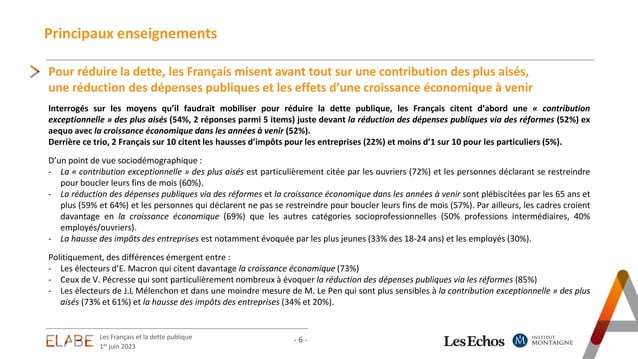 Principaux enseignements
Pour réduire la dette, les Français misent avant tout sur une contribution des plus aisés,
une réduction des dépenses publiques et les effets d’une croissance économique à venir
Interrogés sur les moyens qu’il faudrait mobiliser pour réduire la dette publique, les Français citent d’abord une « contribution
exceptionnelle » des plus aisés (54%, 2 réponses parmi 5 items) juste devant la réduction des dépenses publiques via des réformes (52%) ex
aequo avec la croissance économique dans les années à venir (52%).
Derrière ce trio, 2 Français sur 10 citent les hausses d’impôts pour les entreprises (22%) et moins d’1 sur 10 pour les particuliers (5%).
D’un point de vue sociodémographique :
- La « contribution exceptionnelle » des plus aisés est particulièrement citée par les ouvriers (72%) et les personnes déclarant se restreindre
pour boucler leurs fins de mois (60%).
- La réduction des dépenses publiques via des réformes et la croissance économique dans les années à venir sont plébiscitées par les 65 ans et
plus (59% et 64%) et les personnes qui déclarent ne pas se restreindre pour boucler leurs fins de mois (57%). Par ailleurs, les cadres croient
davantage en la croissance économique (69%) que les autres catégories socioprofessionnelles (50% professions intermédiaires, 40%
employés/ouvriers).
- La hausse des impôts des entreprises est notamment évoquée par les plus jeunes (33% des 18-24 ans) et les employés (30%).
Politiquement, des différences émergent entre :
- Les électeurs d’E. Macron qui citent davantage la croissance économique (73%)
- Ceux de V. Pécresse qui sont particulièrement nombreux à évoquer la réduction des dépenses publiques via les réformes (85%)
- Les électeurs de J.L Mélenchon et dans une moindre mesure de M. Le Pen qui sont plus sensibles à la contribution exceptionnelle » des plus
aisés (73% et 61%) et la hausse des impôts des entreprises (34% et 20%).
ELABE
Les Français et la dette publique
1er juin 2023
- 6 -
Les Echos
INSTITUT
MONTAIGNE